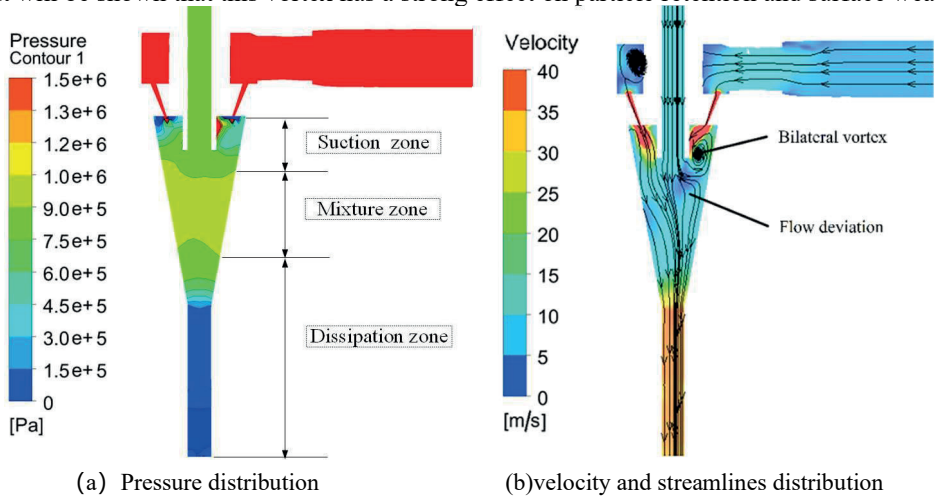 Pressure
Contour 1
1.5e+6
1.3e+6
1.2e+6
1.0e+6
9.0e+5
7.5e+5
6.0e+5
4.5e+5
3.0e+5
1.5e+5
0
[Pa]
Suction zone
Mixture zone
Dissipation zone
(a) Pressure distribution
Velocity
40
35
30
25
20
15
10
5
0
[m/s]
Bilateral vortex
Flow deviation
(b)velocity and streamlines distribution